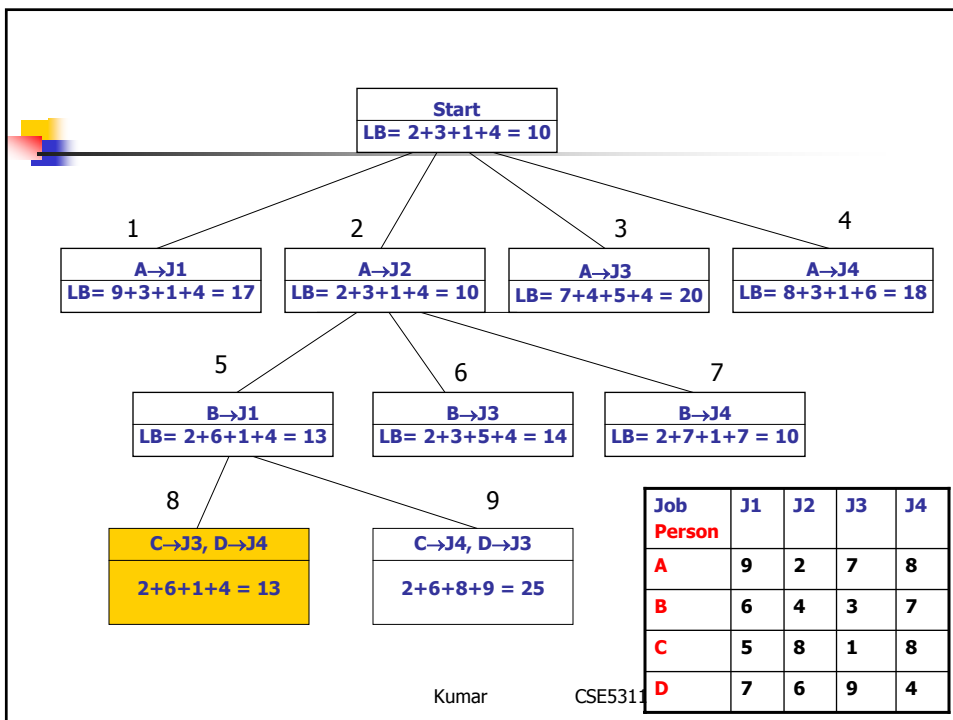 Start
LB= 2+3+1+4 = 10
1
2
3
4
A→J1
LB= 9+3+1+4 = 17
A→J2
LB= 2+3+1+4 = 10
A→J3
LB= 7+4+5+4 = 20
A→J4
LB= 8+3+1+6 = 18
5
6
7
B→J1
LB= 2+6+1+4 = 13
B→J3
LB= 2+3+5+4 = 14
B→J4
LB= 2+7+1+7 = 10
8
9
C→J3, D→J4
2+6+1+4 = 13
C→J4, D→J3
2+6+8+9 = 25
Job Person J1 J2 J3 J4
A 9 2 7 8
B 6 4 3 7
C 5 8 1 8
D 7 6 9 4
Kumar CSE5311